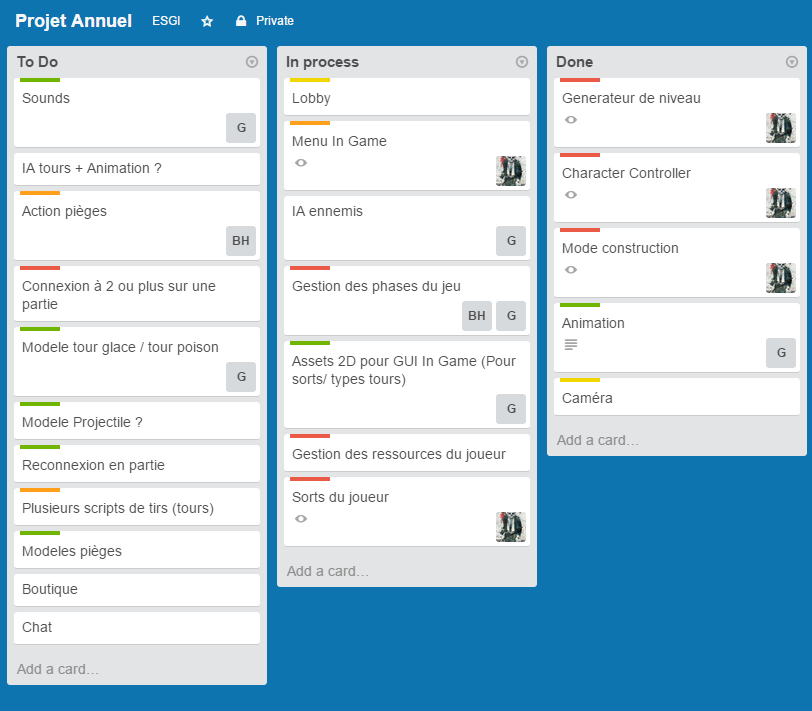 Projet Annuel ESGI Private
To Do
Sounds
G
IA tours + Animation ?
Action pièges
BH
Connexion à 2 ou plus sur une
partie
Modele tour glace / tour poison
G
Modele Projectile ?
Reconnexion en partie
Plusieurs scripts de tirs (tours)
Modeles pièges
Boutique
Chat
Add a card…
In process
Lobby
Menu In Game
IA ennemis
G
Gestion des phases du jeu
BH G
Assets 2D pour GUI In Game (Pour
sorts/ types tours)
G
Gestion des ressources du joueur
Sorts du joueur
Add a card…
Done
Generateur de niveau
Character Controller
Mode construction
Animation
G
Caméra
Add a card…